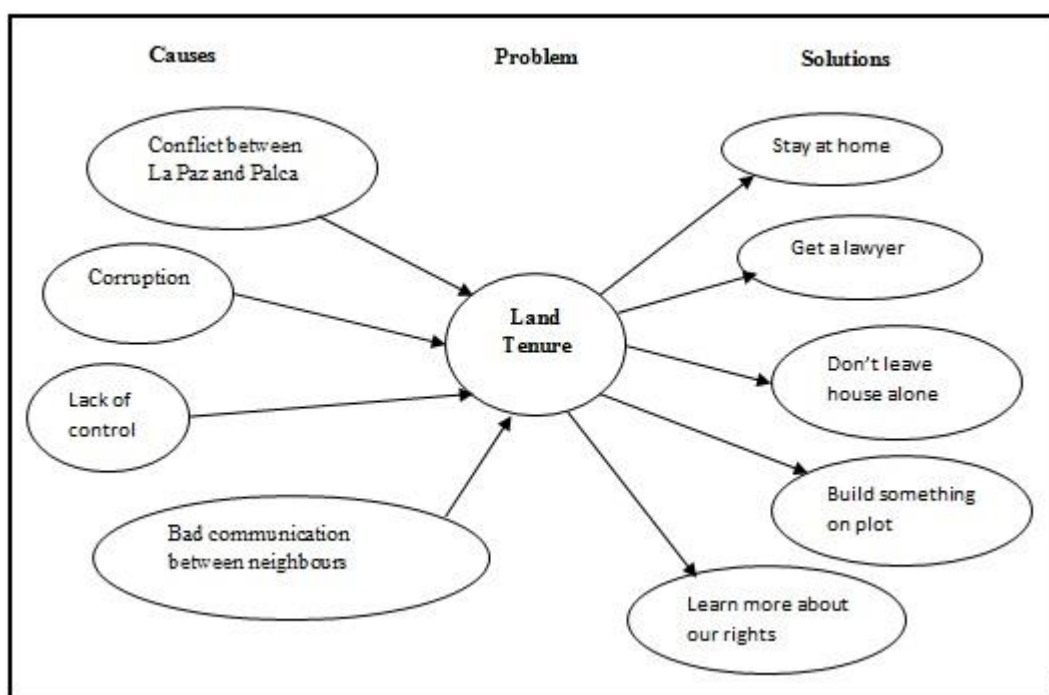 Causes
Problem
Solutions
Conflict between
La Paz and Palca
Corruption
Lack of
control
Bad communication
between neighbours
Land
Tenure
Stay at home
Get a lawyer
Don't leave
house alone
Build something
on plot
Learn more about
our rights